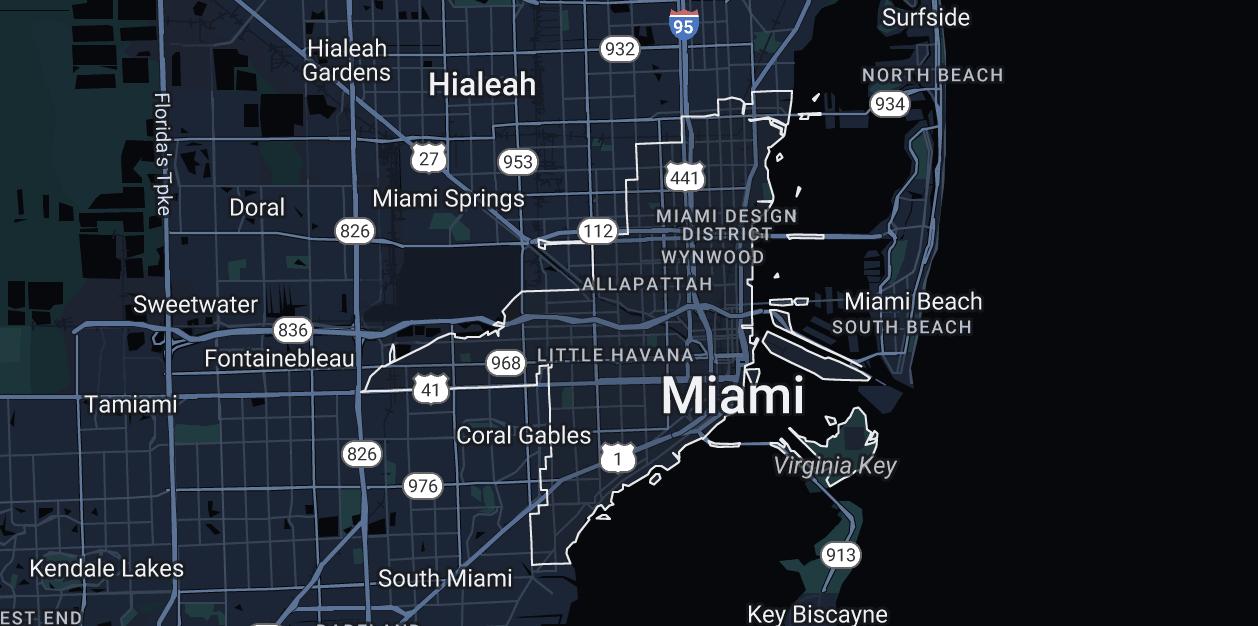 Surfside
95
932
Hialeah
Gardens
NORTH BEACH
Hialeah
934
Florida's Tpke
27
953
441
Miami Springs
Doral
MIAMI DESIGN
DISTRICT
826
112
WYNWOOD
ALLAPATTAH
Sweetwater
Miami Beach
836
SOUTH BEACH
Fontainebleau
968
LITTLE HAVANA
41
Miami
Tamiami
Coral Gables
826
1
Virginia Key
976
913
Kendale Lakes
South Miami
Key Biscayne
EST END